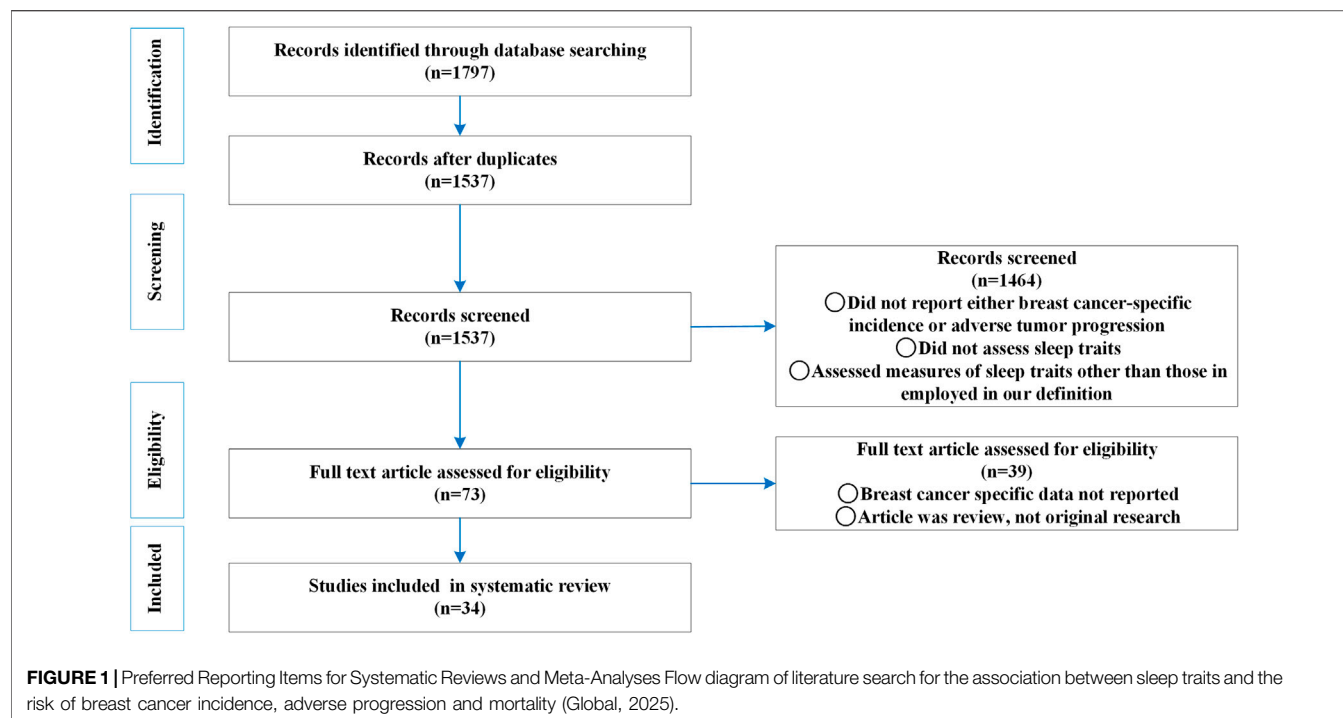 Identification
Records identified through database searching
(n=1797)
Records after duplicates
(n=1537)
Screening
Records screened
(n=1537)
Records screened
(n=1464)
◯Did not report either breast cancer-specific
incidence or adverse tumor progression
◯Did not assess sleep traits
◯Assessed measures of sleep traits other than those in
employed in our definition
Eligibility
Full text article assessed for eligibility
(n=73)
Full text article assessed for eligibility
(n=39)
◯Breast cancer specific data not reported
◯Article was review, not original research
Included
Studies included in systematic review
(n=34)
FIGURE 1 | Preferred Reporting Items for Systematic Reviews and Meta-Analyses Flow diagram of literature search for the association between sleep traits and the
risk of breast cancer incidence, adverse progression and mortality (Global, 2025).